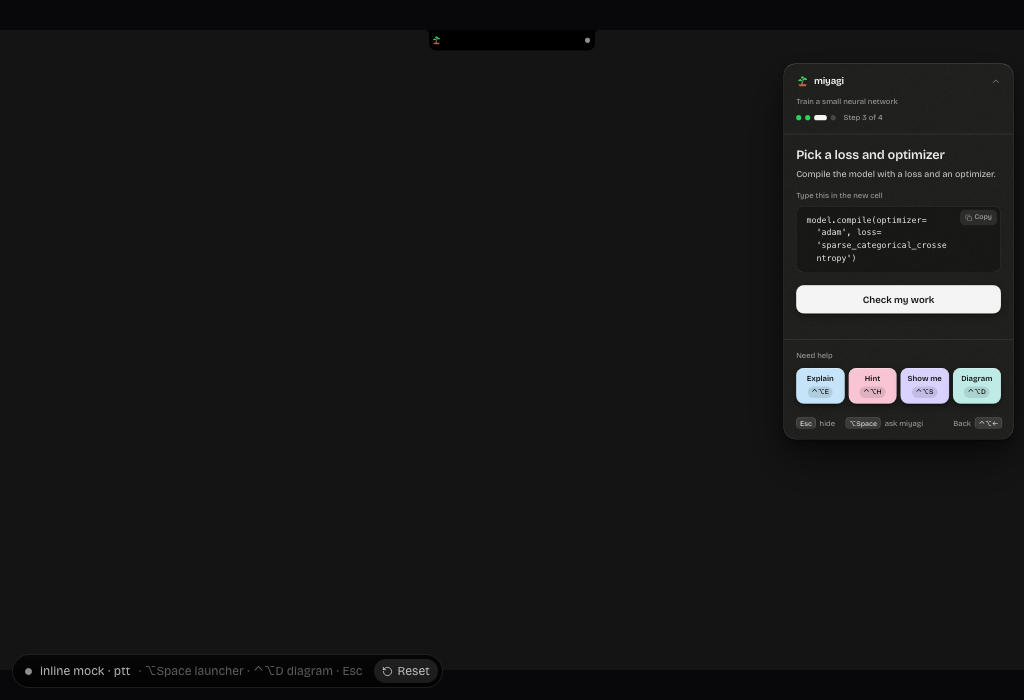 miyagi
Train a small neural network
Step 3 of 4
Pick a loss and optimizer
Compile the model with a loss and an optimizer.
Type this in the new cell
Copy
model.compile(optimizer=
"adam", loss=
"sparse_categorical_crosse
ntropy")
Check my work
Need help
Explain Hint Show me Diagram
⌃⌥E ⌃⌥H ⌃⌥S ⌃⌥D
Esc hide ⌥Space ask miyagi Back ⌃⌥←
inline mock · ptt · ⌥Space launcher · ⌃⌥D diagram · Esc Reset